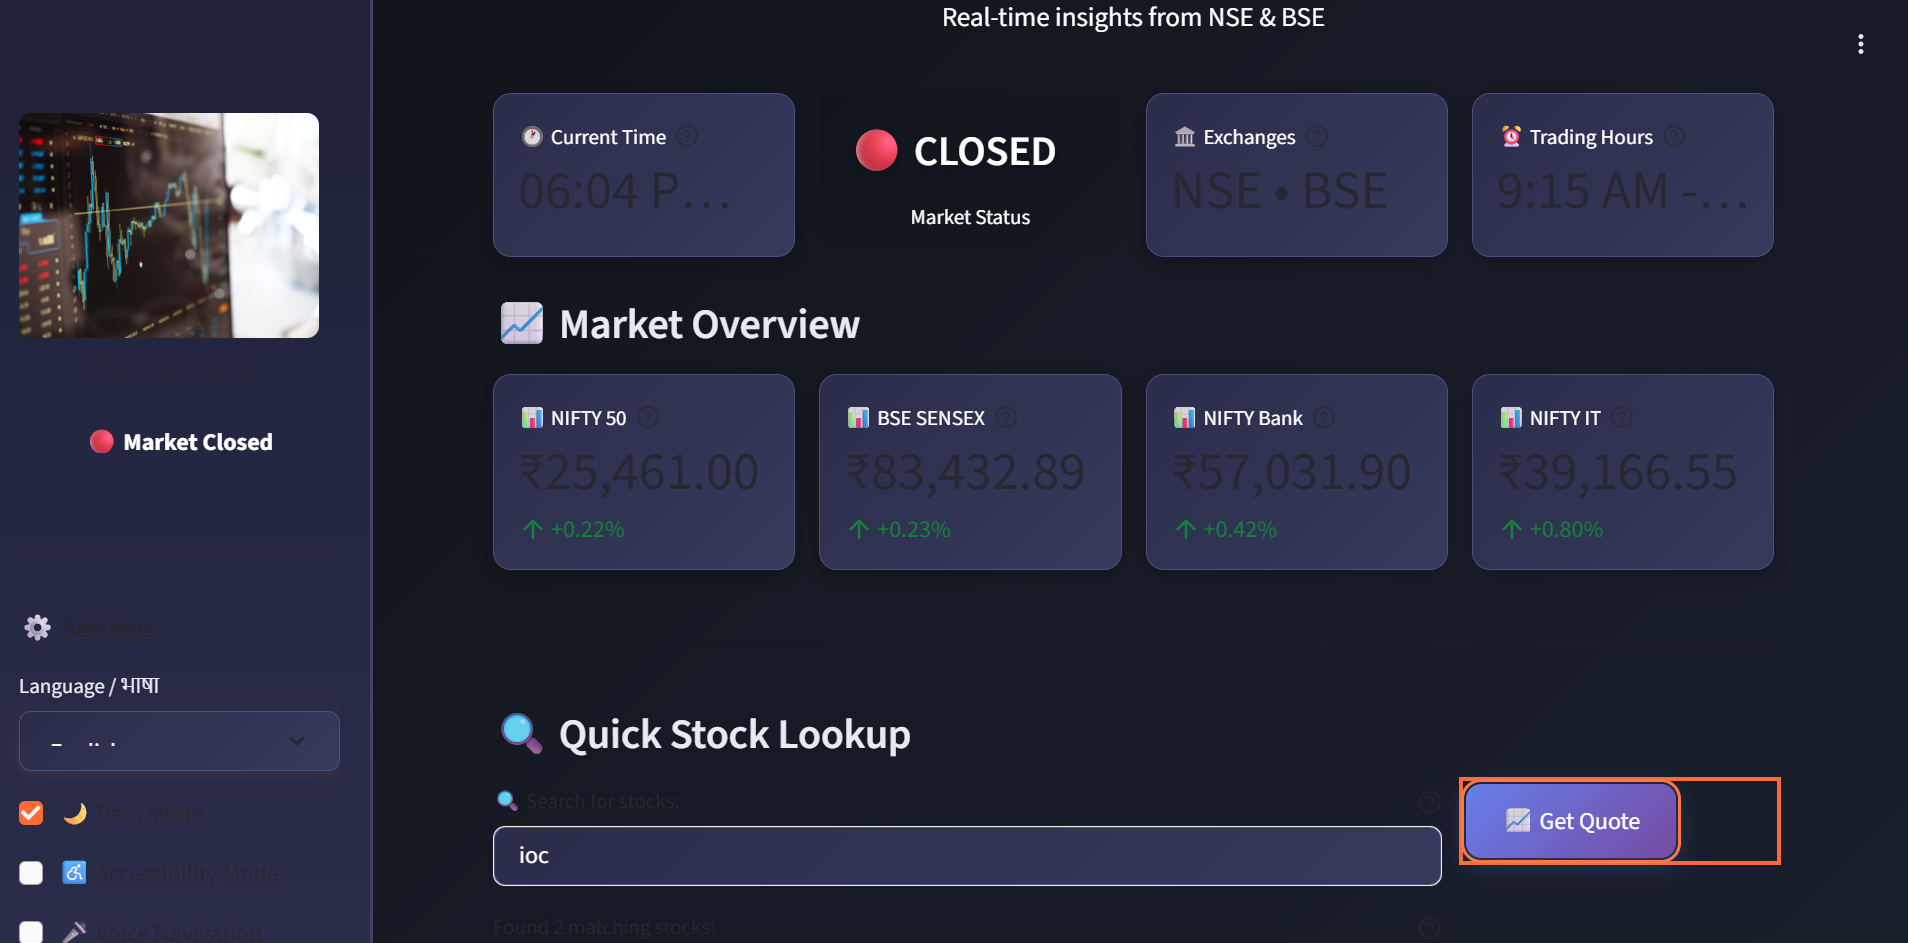 Real-time insights from NSE & BSE
Current Time
06:04 P...
CLOSED
Market Status
Exchanges
NSE • BSE
Trading Hours
9:15 AM -...
Market Closed
Market Overview
NIFTY 50
₹25,461.00
+0.22%
BSE SENSEX
₹83,432.89
+0.23%
NIFTY Bank
₹57,031.90
+0.42%
NIFTY IT
₹39,166.55
+0.80%
Settings
Language / भाषा
Dark Mode
Accessibility Mode
Voice Navigation
Quick Stock Lookup
Search for stocks:
ioc
Get Quote
Found 2 matching stocks: